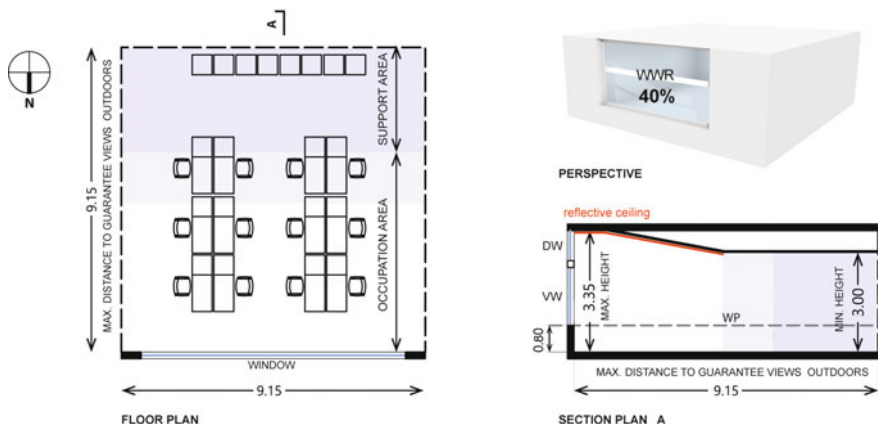 A
N
MAX. DISTANCE TO GUARANTEE VIEWS OUTDOORS
9.15
SUPPORT AREA
OCCUPATION AREA
WINDOW
9.15
FLOOR PLAN
WWR
40%
PERSPECTIVE
reflective ceiling
DW
VW
0.80
3.35
MAX. HEIGHT
WP
MIN. HEIGHT
3.00
MAX. DISTANCE TO GUARANTEE VIEWS OUTDOORS
9.15
SECTION PLAN A